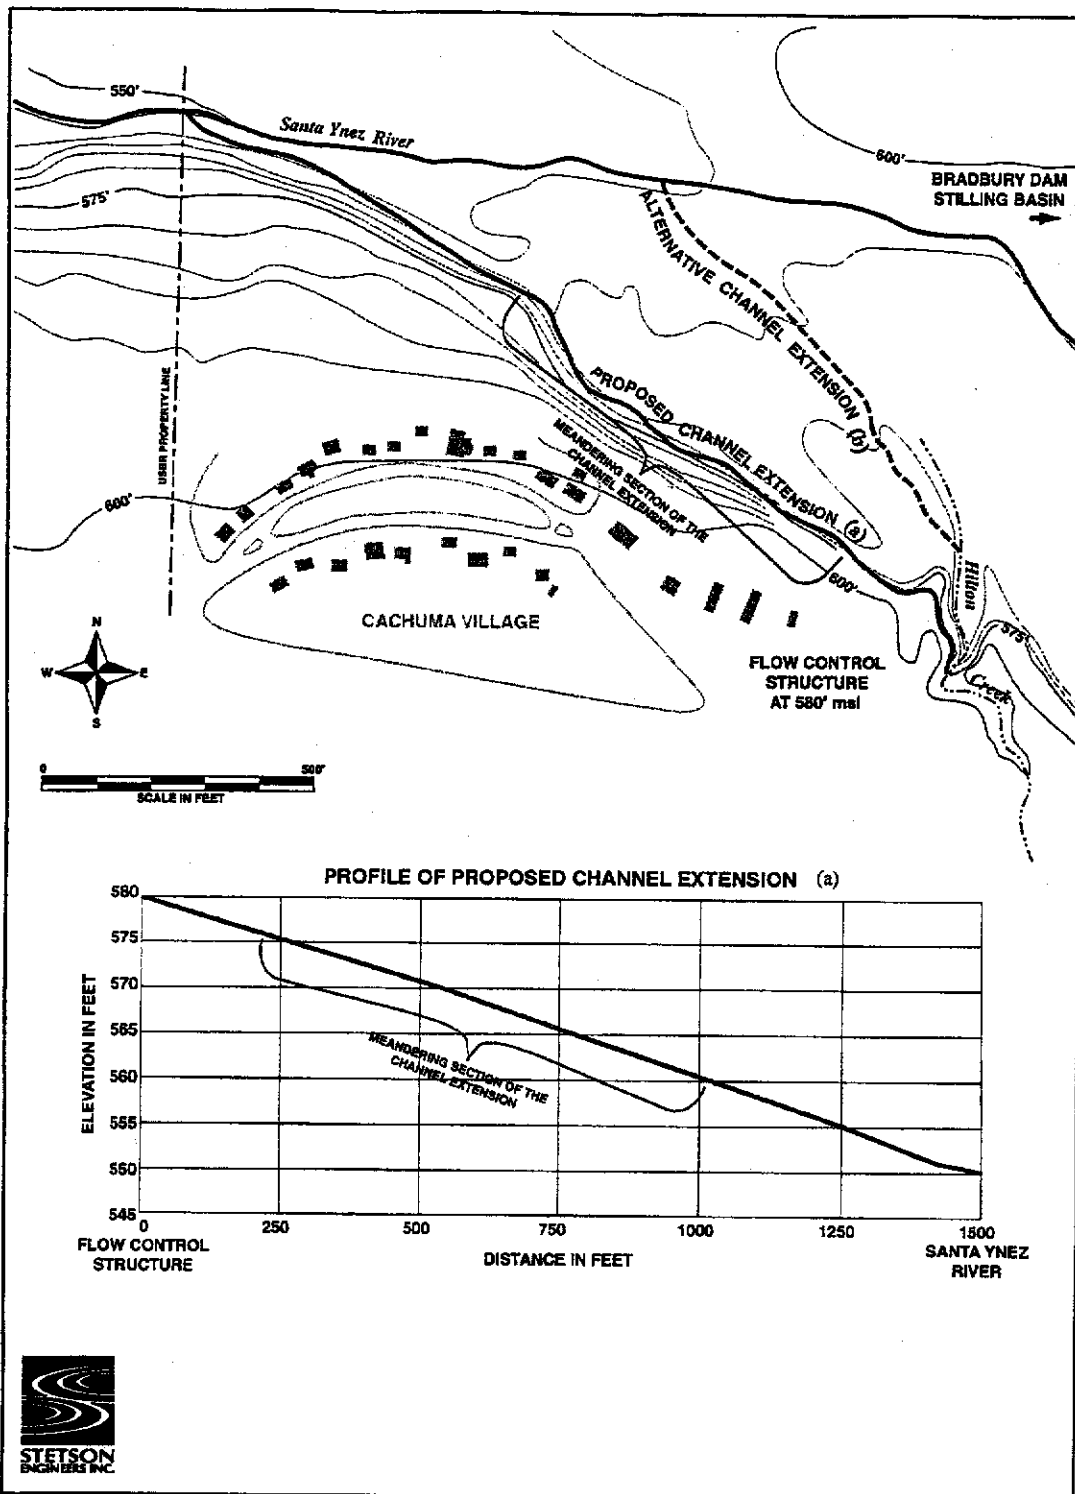 550'
Santa Ynez River
600'
BRADBURY DAM
STILLING BASIN
575'
ALTERNATIVE CHANNEL EXTENSION (b)
USBR PROPERTY LINE
PROPOSED CHANNEL EXTENSION (a)
MEANDERING SECTION OF THE
CHANNEL EXTENSION
600'
600'
Hilton
Creek
575'
CACHUMA VILLAGE
FLOW CONTROL
STRUCTURE
AT 580' msl
N
W E
S
0 500'
SCALE IN FEET
PROFILE OF PROPOSED CHANNEL EXTENSION (a)
ELEVATION IN FEET
580
575
570
565
560
555
550
545
MEANDERING SECTION OF THE
CHANNEL EXTENSION
0 250 500 750 1000 1250 1500
FLOW CONTROL
STRUCTURE
DISTANCE IN FEET
SANTA YNEZ
RIVER
STETSON
ENGINEERS INC.